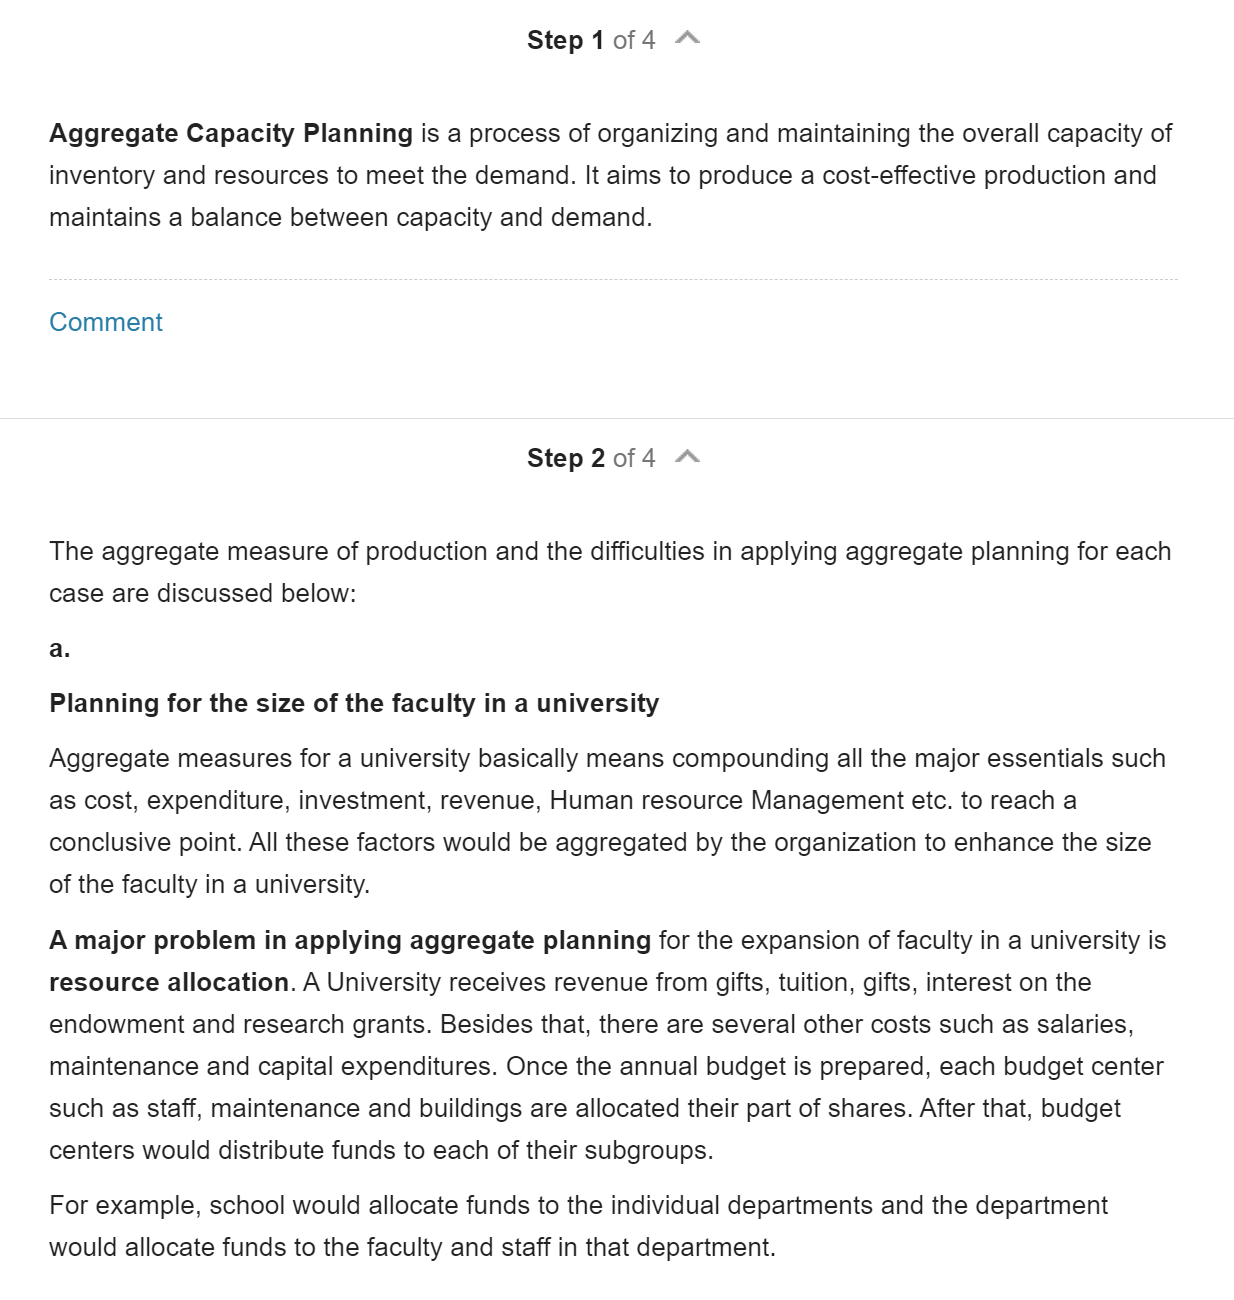 Step 1 of 4
Aggregate Capacity Planning is a process of organizing and maintaining the overall capacity of
inventory and resources to meet the demand. It aims to produce a cost-effective production and
maintains a balance between capacity and demand.
Comment
Step 2 of 4
The aggregate measure of production and the difficulties in applying aggregate planning for each
case are discussed below:
a.
Planning for the size of the faculty in a university
Aggregate measures for a university basically means compounding all the major essentials such
as cost, expenditure, investment, revenue, Human resource Management etc. to reach a
conclusive point. All these factors would be aggregated by the organization to enhance the size
of the faculty in a university.
A major problem in applying aggregate planning for the expansion of faculty in a university is
resource allocation. A University receives revenue from gifts, tuition, gifts, interest on the
endowment and research grants. Besides that, there are several other costs such as salaries,
maintenance and capital expenditures. Once the annual budget is prepared, each budget center
such as staff, maintenance and buildings are allocated their part of shares. After that, budget
centers would distribute funds to each of their subgroups.
For example, school would allocate funds to the individual departments and the department
would allocate funds to the faculty and staff in that department.